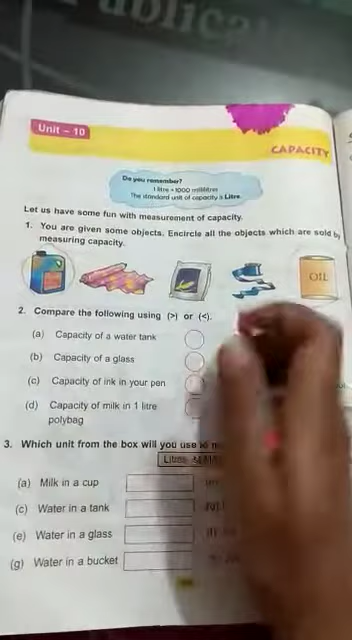 Unit – 10
CAPACITY
Do you remember?
1 litre = 1000 millilitres
The standard unit of capacity is Litre.
Let us have some fun with measurement of capacity.
1. You are given some objects. Encircle all the objects which are sold by
measuring capacity.
OIL
2. Compare the following using (>) or (<).
(a) Capacity of a water tank
(b) Capacity of a glass
(c) Capacity of ink in your pen
(d) Capacity of milk in 1 litre
polybag
3. Which unit from the box will you use to
Litres
(a) Milk in a cup
(c) Water in a tank
(e) Water in a glass
(g) Water in a bucket